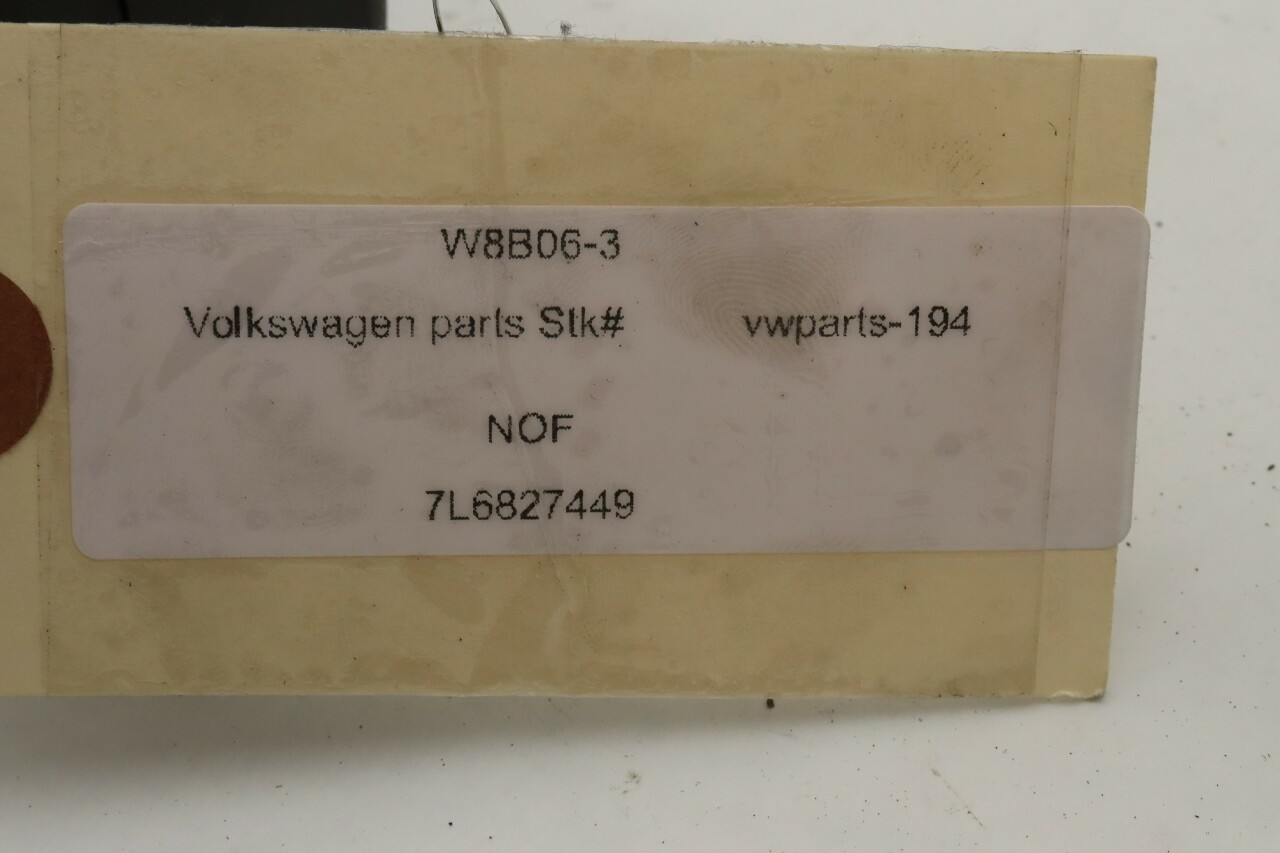 W8B06-3
Volkswagen parts Stk# vwparts-194
NOF
7L6827449